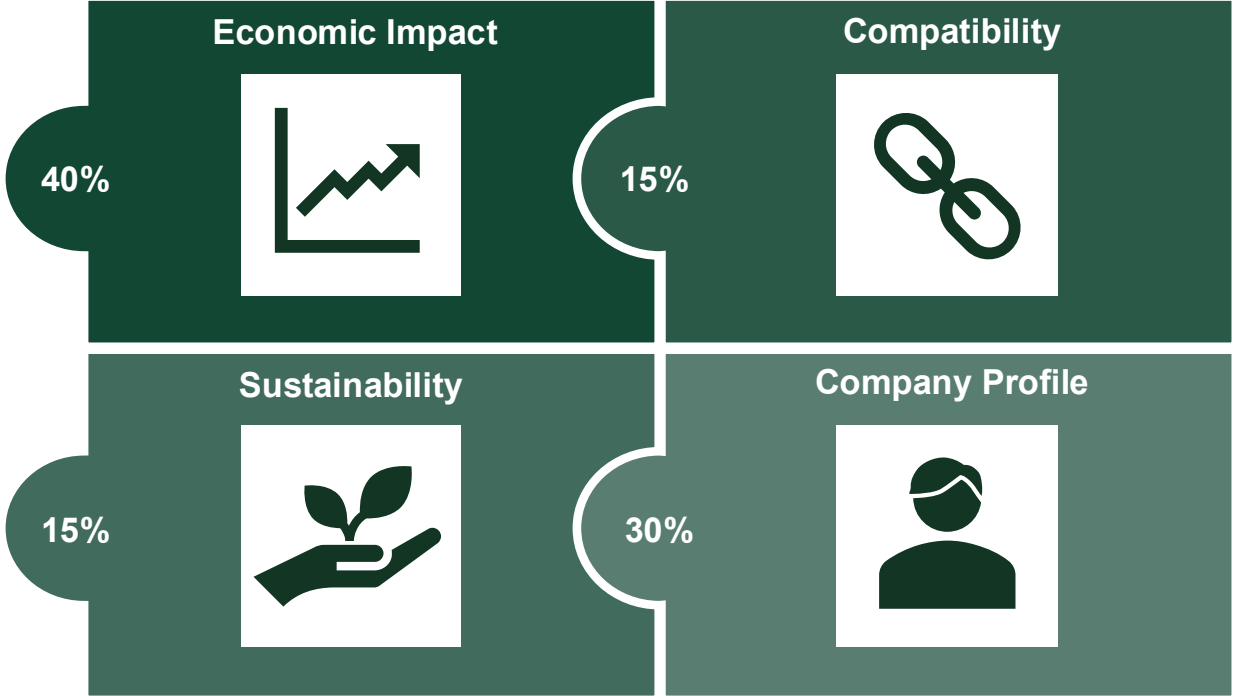 Economic Impact
40%
Compatibility
15%
Sustainability
15%
Company Profile
30%